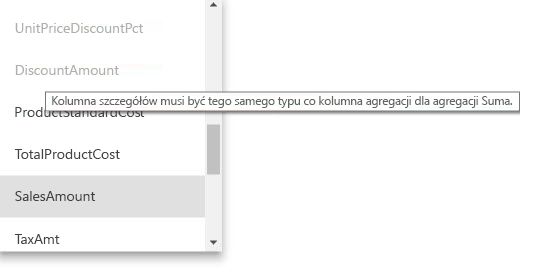 UnitPriceDiscountPct
DiscountAmount
Kolumna szczegółów musi być tego samego typu co kolumna agregacji dla agregacji Suma.
ProductStandardCost
TotalProductCost
SalesAmount
TaxAmt